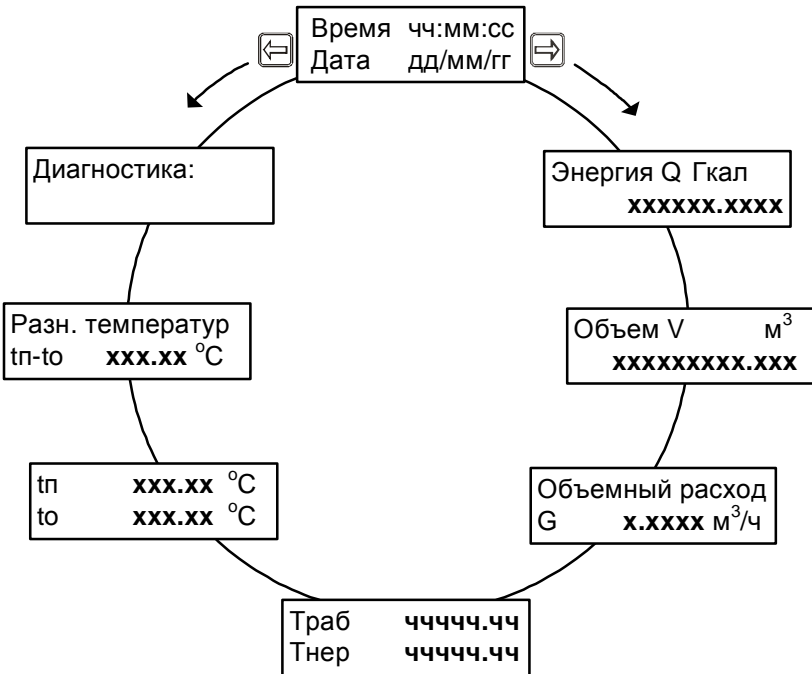 Время чч:мм:сс
Дата дд/мм/гг
Диагностика:
Энергия Q Гкал
xxxxxx.xxxx
Разн. температур
tп-to xxx.xx °C
Объем V м³
xxxxxxxxx.xxx
tп xxx.xx °C
to xxx.xx °C
Объемный расход
G x.xxxx м³/ч
Траб ччччч.чч
Тнер ччччч.чч